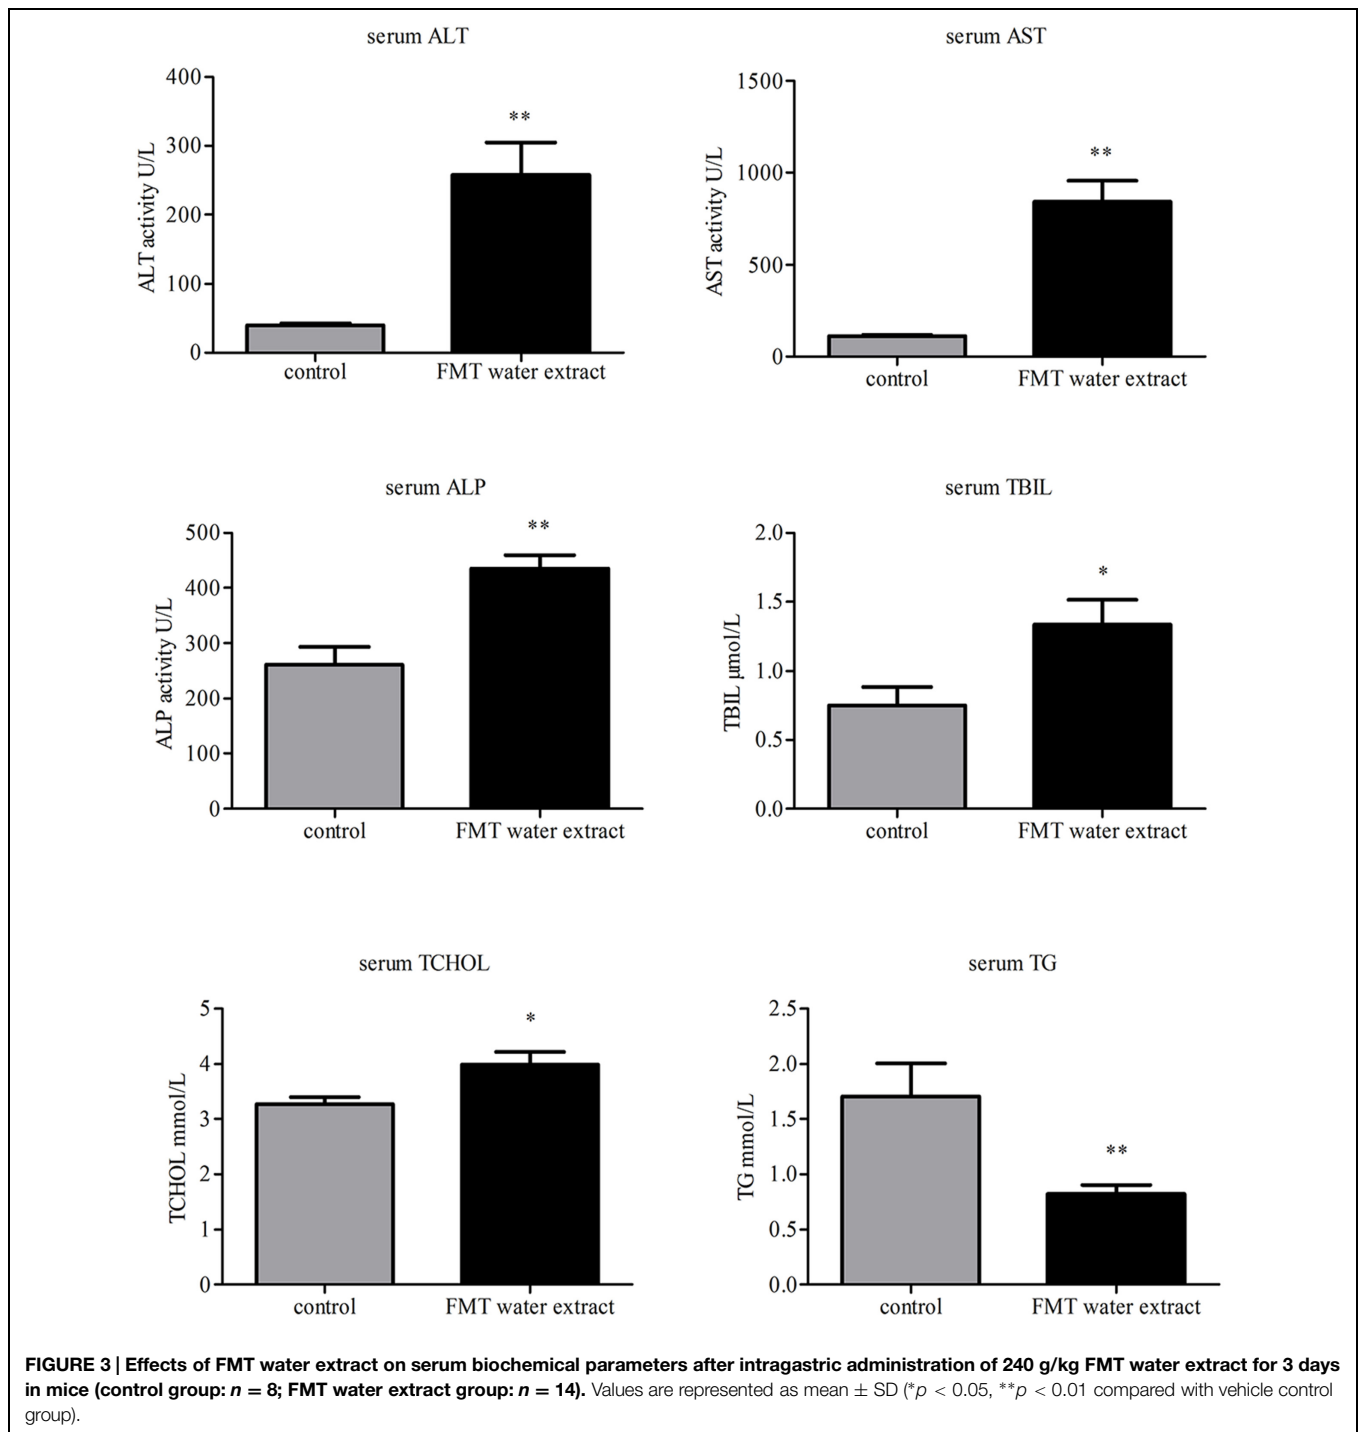 serum ALT
400
300
200
100
0
ALT activity U/L
**
control
FMT water extract
serum AST
1500
1000
500
0
AST activity U/L
**
control
FMT water extract
serum ALP
500
400
300
200
100
0
ALP activity U/L
**
control
FMT water extract
serum TBIL
2.0
1.5
1.0
0.5
0.0
TBIL μmol/L
*
control
FMT water extract
serum TCHOL
5
4
3
2
1
0
TCHOL mmol/L
*
control
FMT water extract
serum TG
2.5
2.0
1.5
1.0
0.5
0.0
TG mmol/L
**
control
FMT water extract
FIGURE 3 | Effects of FMT water extract on serum biochemical parameters after intragastric administration of 240 g/kg FMT water extract for 3 days
in mice (control group: n = 8; FMT water extract group: n = 14). Values are represented as mean ± SD (*p < 0.05, **p < 0.01 compared with vehicle control
group).